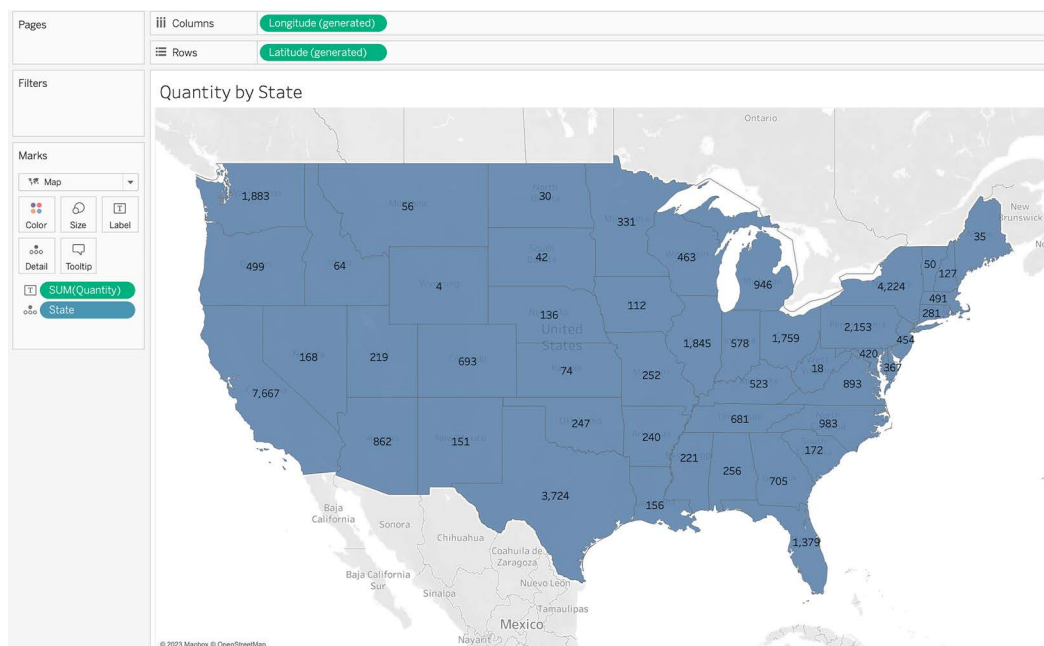 Pages
Columns
Longitude (generated)
Rows
Latitude (generated)
Filters
Quantity by State
Marks
Map
Color
Size
Label
Detail
Tooltip
SUM(Quantity)
State
Ontario
New
Brunswick
1,883
56
30
331
463
946
35
50
127
4,224
491
281
499
64
4
42
112
136
United
States
2,153
454
420
367
168
219
693
74
252
1,845
578
1,759
18
893
523
7,667
862
151
247
240
681
983
172
221
256
705
3,724
156
1,379
Baja
California
Sonora
Chihuahua
Coahuila de
Zaragoza
Baja California
Sur
Sinaloa
Nuevo León
Tamaulipas
Mexico
Nayarit
© 2023 Mapbox © OpenStreetMap